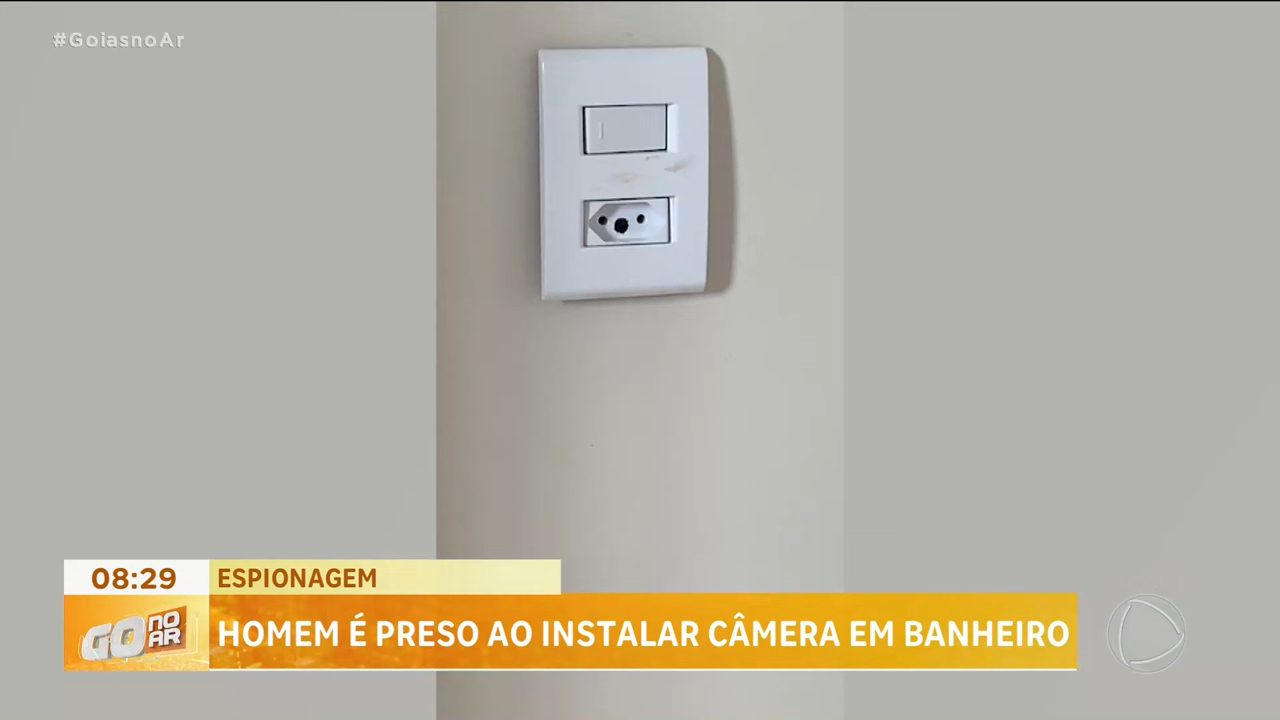 #GoiasnoAr
08:29
ESPIONAGEM
GO NO AR
HOMEM É PRESO AO INSTALAR CÂMERA EM BANHEIRO